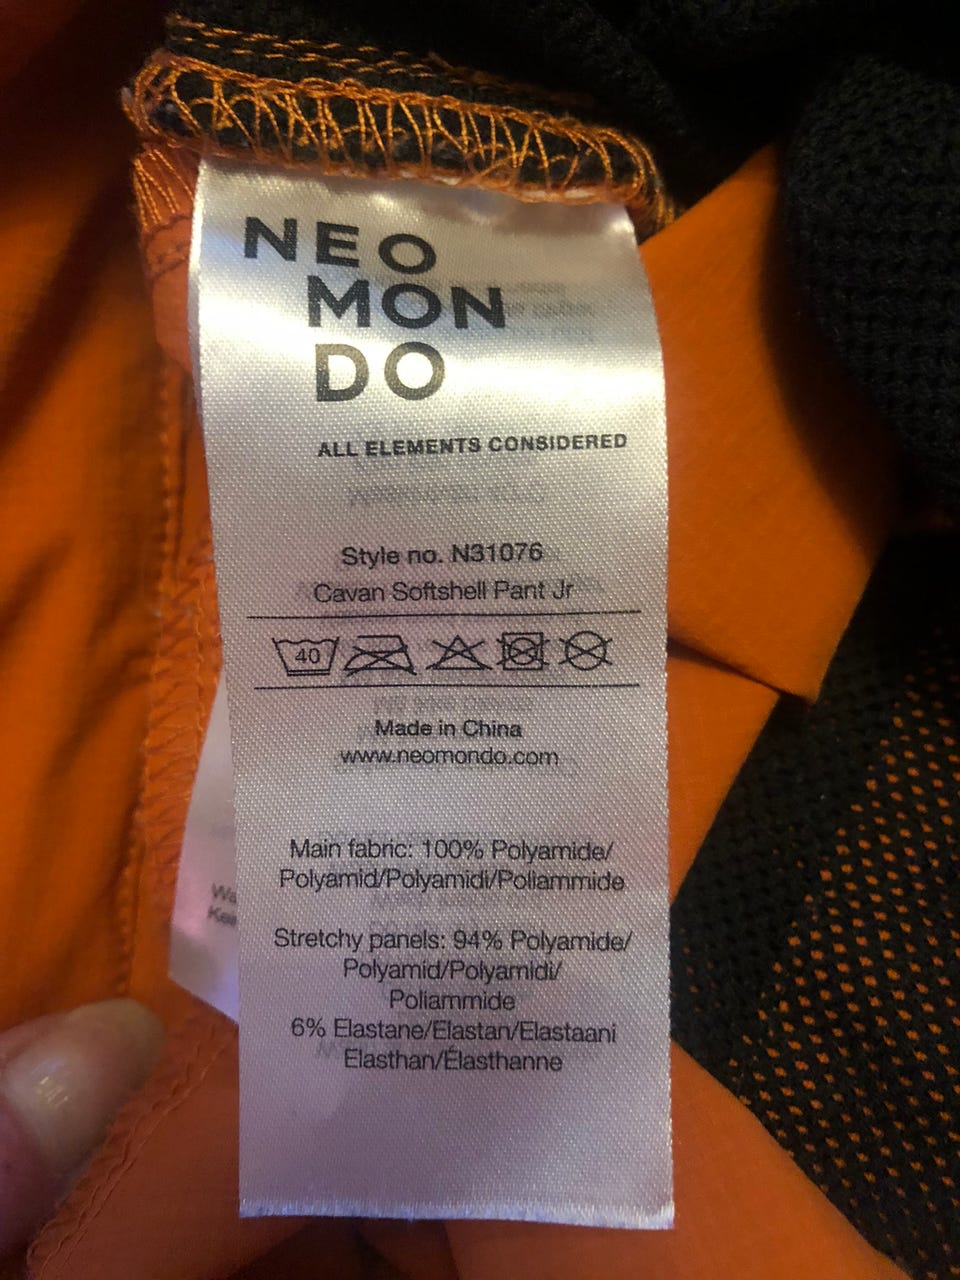 NEO
MON
DO
ALL ELEMENTS CONSIDERED
Style no. N31076
Cavan Softshell Pant Jr
40
Made in China
www.neomondo.com
Main fabric: 100% Polyamide/
Polyamid/Polyamidi/Poliammide
Stretchy panels: 94% Polyamide/
Polyamid/Polyamidi/
Poliammide
6% Elastane/Elastan/Elastaani
Elasthan/Élasthanne